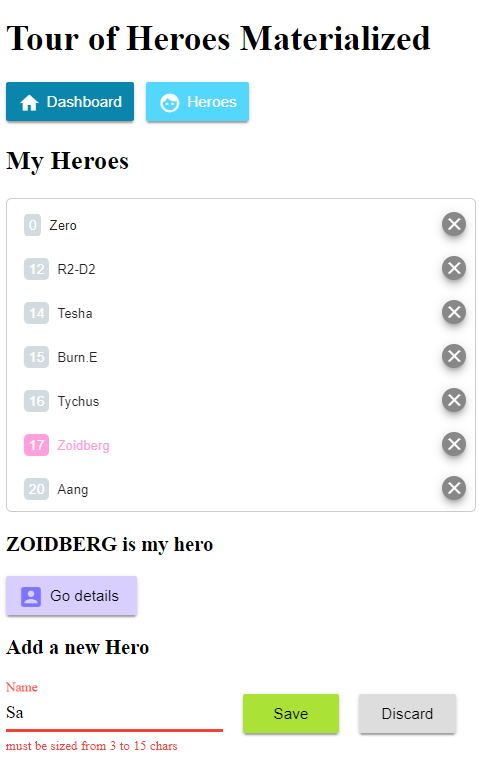 Tour of Heroes Materialized
Dashboard Heroes
My Heroes
0 Zero
12 R2-D2
14 Tesha
15 Burn.E
16 Tychus
17 Zoidberg
20 Aang
ZOIDBERG is my hero
Go details
Add a new Hero
Name
Sa
Save Discard
must be sized from 3 to 15 chars